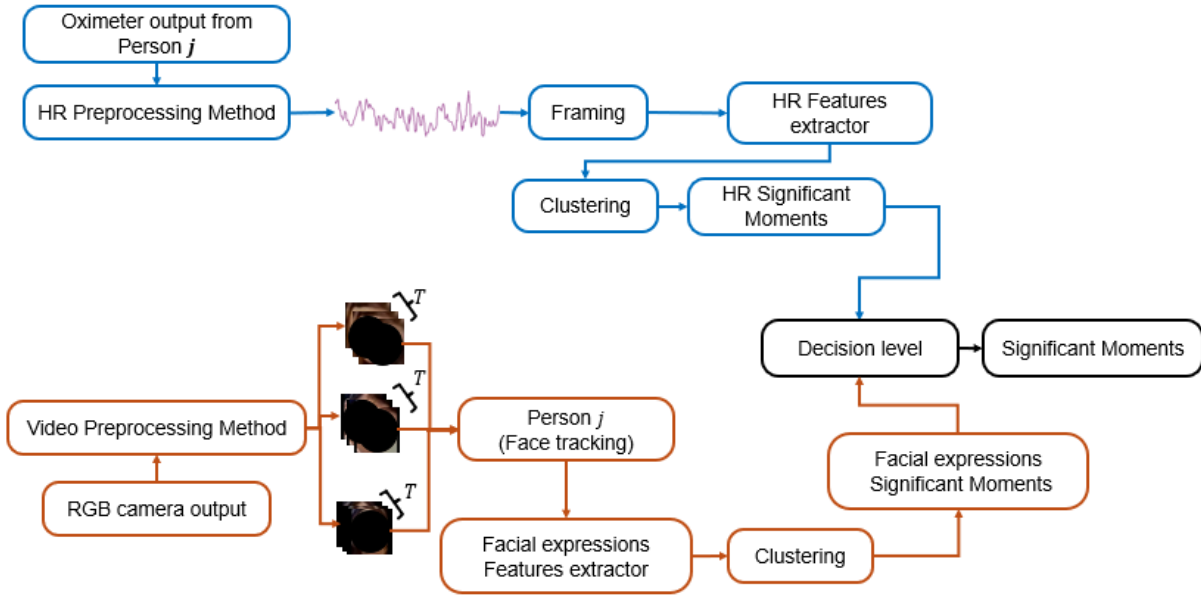 Oximeter output from
Person j
HR Preprocessing Method
Framing
HR Features
extractor
Clustering
HR Significant
Moments
T
T
T
Video Preprocessing Method
RGB camera output
Person j
(Face tracking)
Facial expressions
Features extractor
Clustering
Facial expressions
Significant Moments
Decision level
Significant Moments